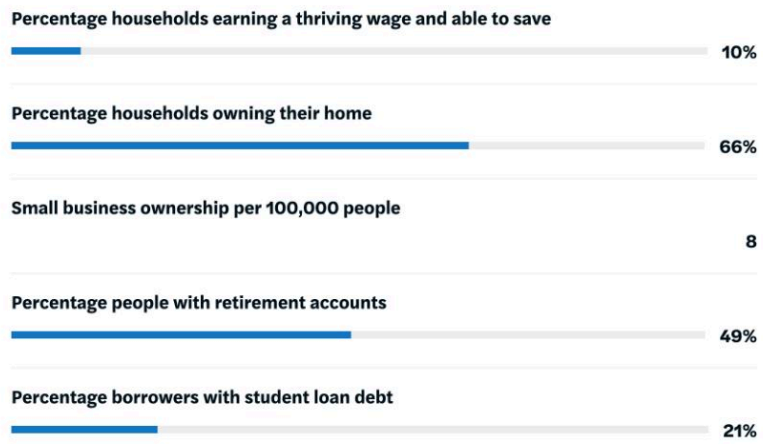 Percentage households earning a thriving wage and able to save
10%
Percentage households owning their home
66%
Small business ownership per 100,000 people
8
Percentage people with retirement accounts
49%
Percentage borrowers with student loan debt
21%